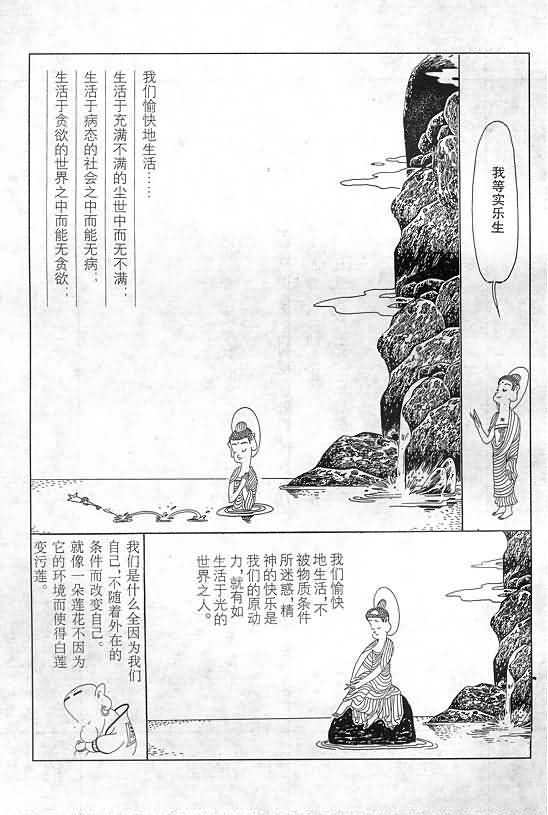 我等实乐生
我们愉快地生活……
生活于充满不满的尘世中而无不满；
生活于病态的社会之中而能无病；
生活于贪欲的世界之中而能无贪欲；
我们愉快
地生活，不
被物质条件
所迷惑，精
神的快乐是
我们的原动
力，就有如
生活于光的
世界之人。
我们是什么全因为我们
自己，不随着外在的
条件而改变自己。
就像一朵莲花不因为
它的环境而使得白莲
变污莲。